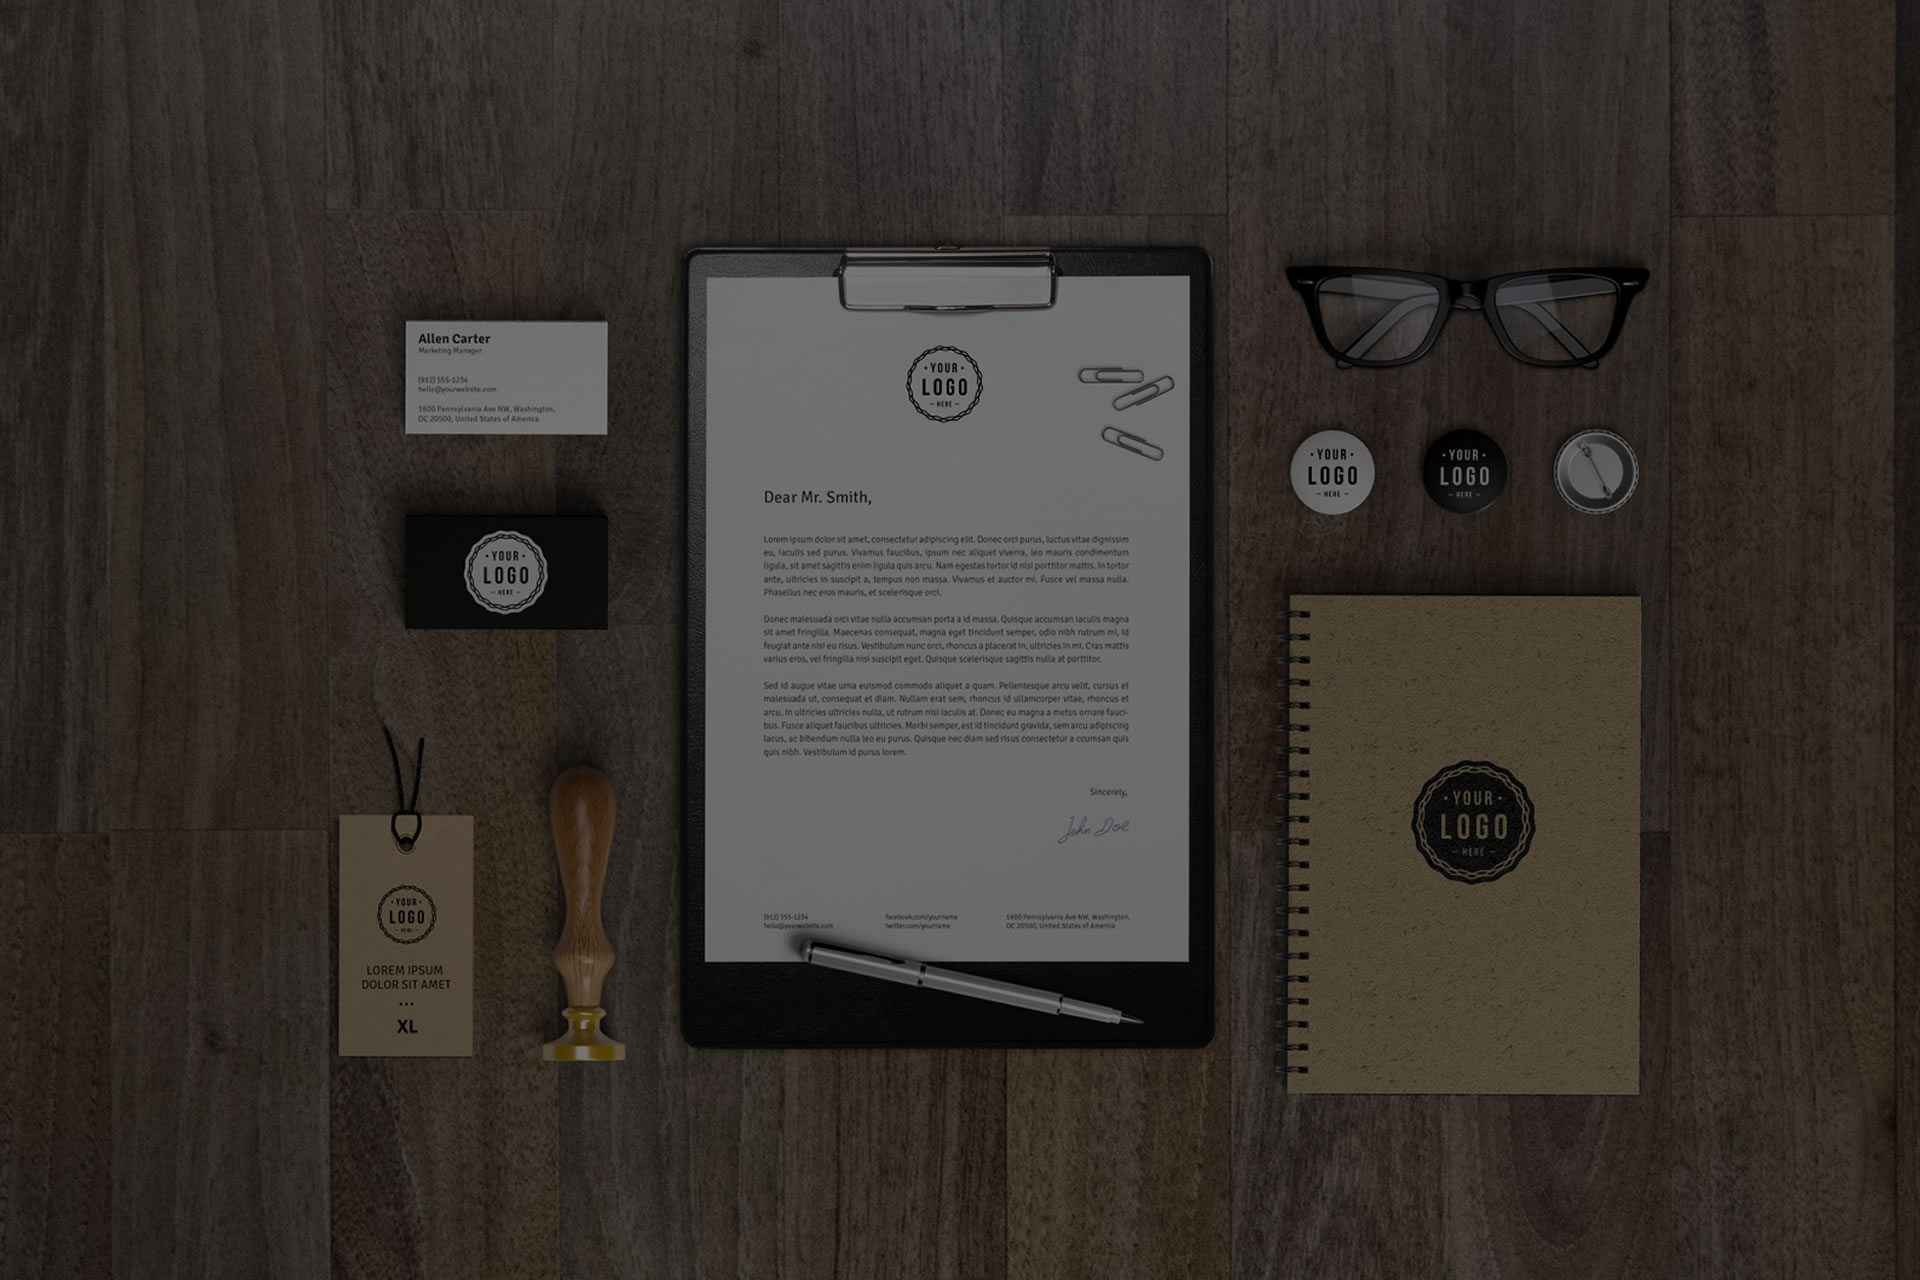 Allen Carter
Marketing Manager
(912) 555-1234
hello@yourwebsite.com
1600 Pennsylvania Ave NW, Washington,
DC 20500, United States of America
• YOUR •
LOGO
– HERE –
LOREM IPSUM
DOLOR SIT AMET
...
XL
• YOUR •
LOGO
– HERE –
• YOUR •
LOGO
– HERE –
Dear Mr. Smith,
Lorem ipsum dolor sit amet, consectetur adipiscing elit. Donec orci purus, luctus vitae dignissim
eu, iaculis sed purus. Vivamus faucibus, ipsum nec aliquet viverra, leo mauris condimentum
ligula, sit amet sagittis enim ligula quis arcu. Nam egestas tortor id nisi porttitor mattis. In tortor
ante, ultricies in suscipit a, tempus non massa. Vivamus et auctor mi. Fusce vel massa nulla.
Phasellus nec eros mauris, et scelerisque orci.
Donec malesuada orci vitae nulla accumsan porta a id massa. Quisque accumsan iaculis magna
sit amet fringilla. Maecenas consequat, magna eget tincidunt semper, odio nibh rutrum mi, id
feugiat ante nisi eu risus. Vestibulum nunc orci, rhoncus a placerat in, ultricies in mi. Cras mattis
varius eros, vel fringilla nisi suscipit eget. Quisque scelerisque sagittis nulla at porttitor.
Sed id augue vitae urna euismod commodo aliquet a quam. Pellentesque arcu velit, cursus et
malesuada ut, consequat et diam. Nullam erat sem, rhoncus id ullamcorper vitae, rhoncus et
arcu. In ultricies ultricies nulla, ut rutrum nisi iaculis at. Donec eu magna a metus ornare fauci-
bus. Fusce aliquet faucibus ultricies. Morbi semper, est id tincidunt gravida, sem arcu adipiscing
lacus, ac bibendum nulla leo eu purus. Quisque nec diam sed risus consectetur a ccumsan quis
quis nibh. Vestibulum id purus lorem.
Sincerely,
John Doe
(912) 555-1234
hello@yourwebsite.com
facebook.com/yourname
twitter.com/yourname
1600 Pennsylvania Ave NW, Washington,
DC 20500, United States of America
• YOUR •
LOGO
– HERE –
• YOUR •
LOGO
– HERE –
• YOUR •
LOGO
– HERE –